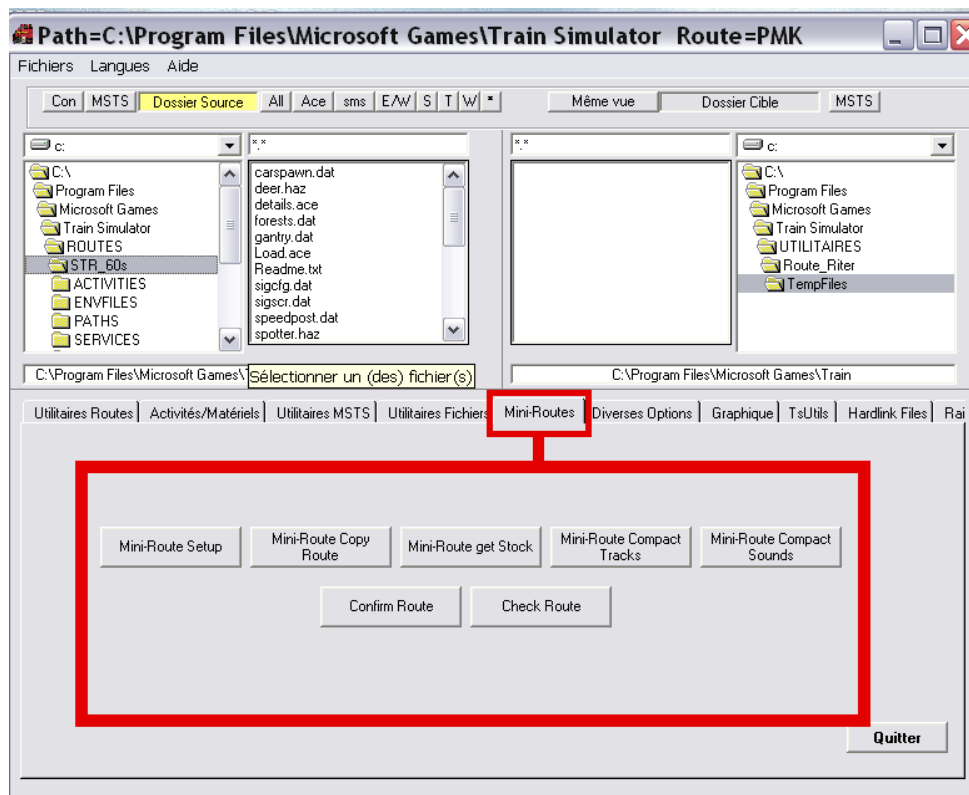 Path=C:\Program Files\Microsoft Games\Train Simulator Route=PMK
Fichiers Langues Aide
Con MSTS Dossier Source All Ace sms E/W S T W * Même vue Dossier Cible MSTS
c: *.* *.* c:
C:\
Program Files
Microsoft Games
Train Simulator
ROUTES
STR_60s
ACTIVITIES
ENVFILES
PATHS
SERVICES
carspawn.dat
deer.haz
details.ace
forests.dat
gantry.dat
Load.ace
Readme.txt
sigcfg.dat
sigscr.dat
speedpost.dat
spotter.haz
C:\
Program Files
Microsoft Games
Train Simulator
UTILITAIRES
Route_Riter
TempFiles
C:\Program Files\Microsoft Games\ Sélectionner un (des) fichier(s) C:\Program Files\Microsoft Games\Train
Utilitaires Routes Activités/Matériels Utilitaires MSTS Utilitaires Fichiers Mini-Routes Diverses Options Graphique TsUtils Hardlink Files Rai
Mini-Route Setup
Mini-Route Copy
Route
Mini-Route get Stock
Mini-Route Compact
Tracks
Mini-Route Compact
Sounds
Confirm Route Check Route
Quitter